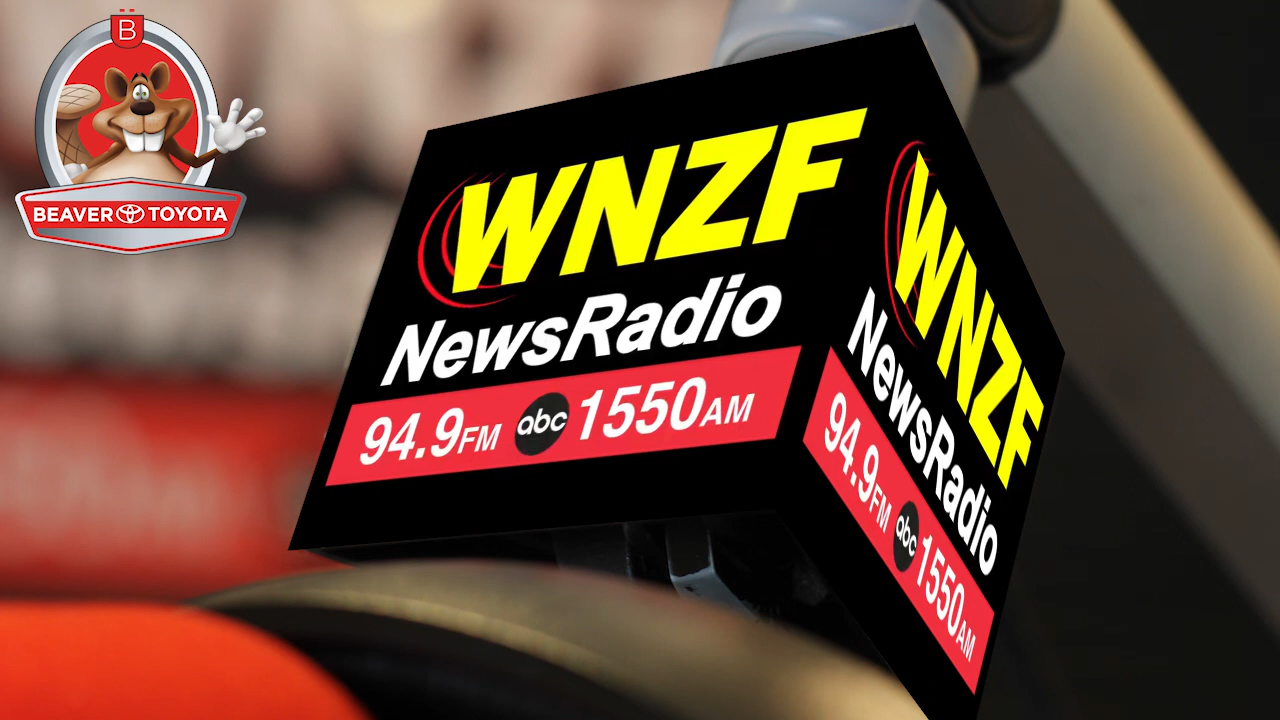 B̈
BEAVER TOYOTA
WNZF
NewsRadio
94.9FM abc 1550AM
WNZF
NewsRadio
94.9FM abc 1550AM